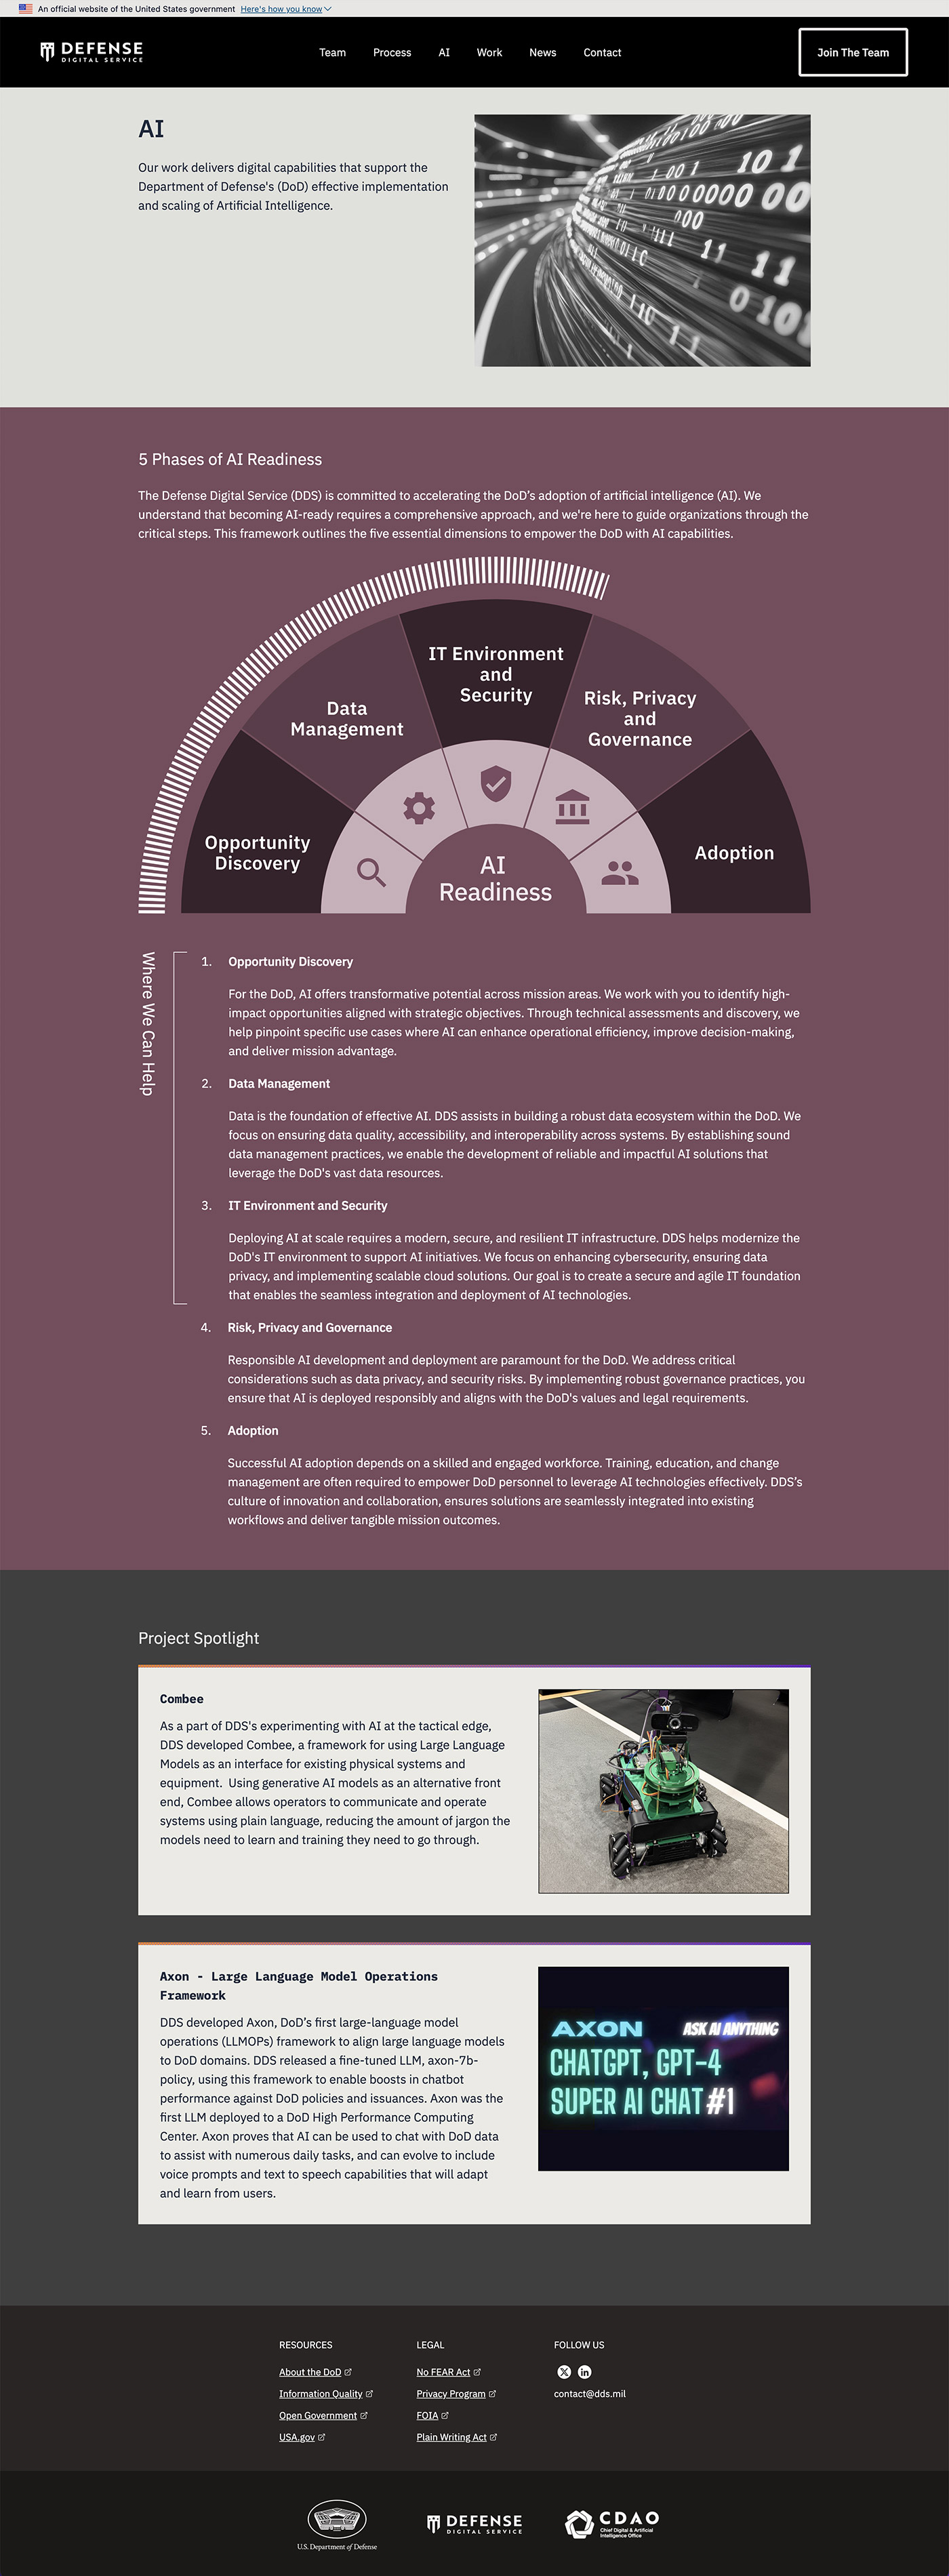 An official website of the United States government Here's how you know
DEFENSE
DIGITAL SERVICE
Team Process AI Work News Contact
Join The Team
AI
Our work delivers digital capabilities that support the
Department of Defense's (DoD) effective implementation
and scaling of Artificial Intelligence.
5 Phases of AI Readiness
The Defense Digital Service (DDS) is committed to accelerating the DoD’s adoption of artificial intelligence (AI). We
understand that becoming AI-ready requires a comprehensive approach, and we're here to guide organizations through the
critical steps. This framework outlines the five essential dimensions to empower the DoD with AI capabilities.
Opportunity
Discovery
Data
Management
IT Environment
and
Security
Risk, Privacy
and
Governance
Adoption
AI
Readiness
Where We Can Help
1. Opportunity Discovery
For the DoD, AI offers transformative potential across mission areas. We work with you to identify high-
impact opportunities aligned with strategic objectives. Through technical assessments and discovery, we
help pinpoint specific use cases where AI can enhance operational efficiency, improve decision-making,
and deliver mission advantage.
2. Data Management
Data is the foundation of effective AI. DDS assists in building a robust data ecosystem within the DoD. We
focus on ensuring data quality, accessibility, and interoperability across systems. By establishing sound
data management practices, we enable the development of reliable and impactful AI solutions that
leverage the DoD's vast data resources.
3. IT Environment and Security
Deploying AI at scale requires a modern, secure, and resilient IT infrastructure. DDS helps modernize the
DoD's IT environment to support AI initiatives. We focus on enhancing cybersecurity, ensuring data
privacy, and implementing scalable cloud solutions. Our goal is to create a secure and agile IT foundation
that enables the seamless integration and deployment of AI technologies.
4. Risk, Privacy and Governance
Responsible AI development and deployment are paramount for the DoD. We address critical
considerations such as data privacy, and security risks. By implementing robust governance practices, you
ensure that AI is deployed responsibly and aligns with the DoD's values and legal requirements.
5. Adoption
Successful AI adoption depends on a skilled and engaged workforce. Training, education, and change
management are often required to empower DoD personnel to leverage AI technologies effectively. DDS’s
culture of innovation and collaboration, ensures solutions are seamlessly integrated into existing
workflows and deliver tangible mission outcomes.
Project Spotlight
Combee
As a part of DDS's experimenting with AI at the tactical edge,
DDS developed Combee, a framework for using Large Language
Models as an interface for existing physical systems and
equipment. Using generative AI models as an alternative front
end, Combee allows operators to communicate and operate
systems using plain language, reducing the amount of jargon the
models need to learn and training they need to go through.
Axon - Large Language Model Operations
Framework
DDS developed Axon, DoD’s first large-language model
operations (LLMOPs) framework to align large language models
to DoD domains. DDS released a fine-tuned LLM, axon-7b-
policy, using this framework to enable boosts in chatbot
performance against DoD policies and issuances. Axon was the
first LLM deployed to a DoD High Performance Computing
Center. Axon proves that AI can be used to chat with DoD data
to assist with numerous daily tasks, and can evolve to include
voice prompts and text to speech capabilities that will adapt
and learn from users.
AXON ASK AI ANYTHING
CHATGPT, GPT-4
SUPER AI CHAT #1
RESOURCES
About the DoD
Information Quality
Open Government
USA.gov
LEGAL
No FEAR Act
Privacy Program
FOIA
Plain Writing Act
FOLLOW US
contact@dds.mil
U.S. Department of Defense
DEFENSE
DIGITAL SERVICE
CDAO
Chief Digital & Artificial
Intelligence Office